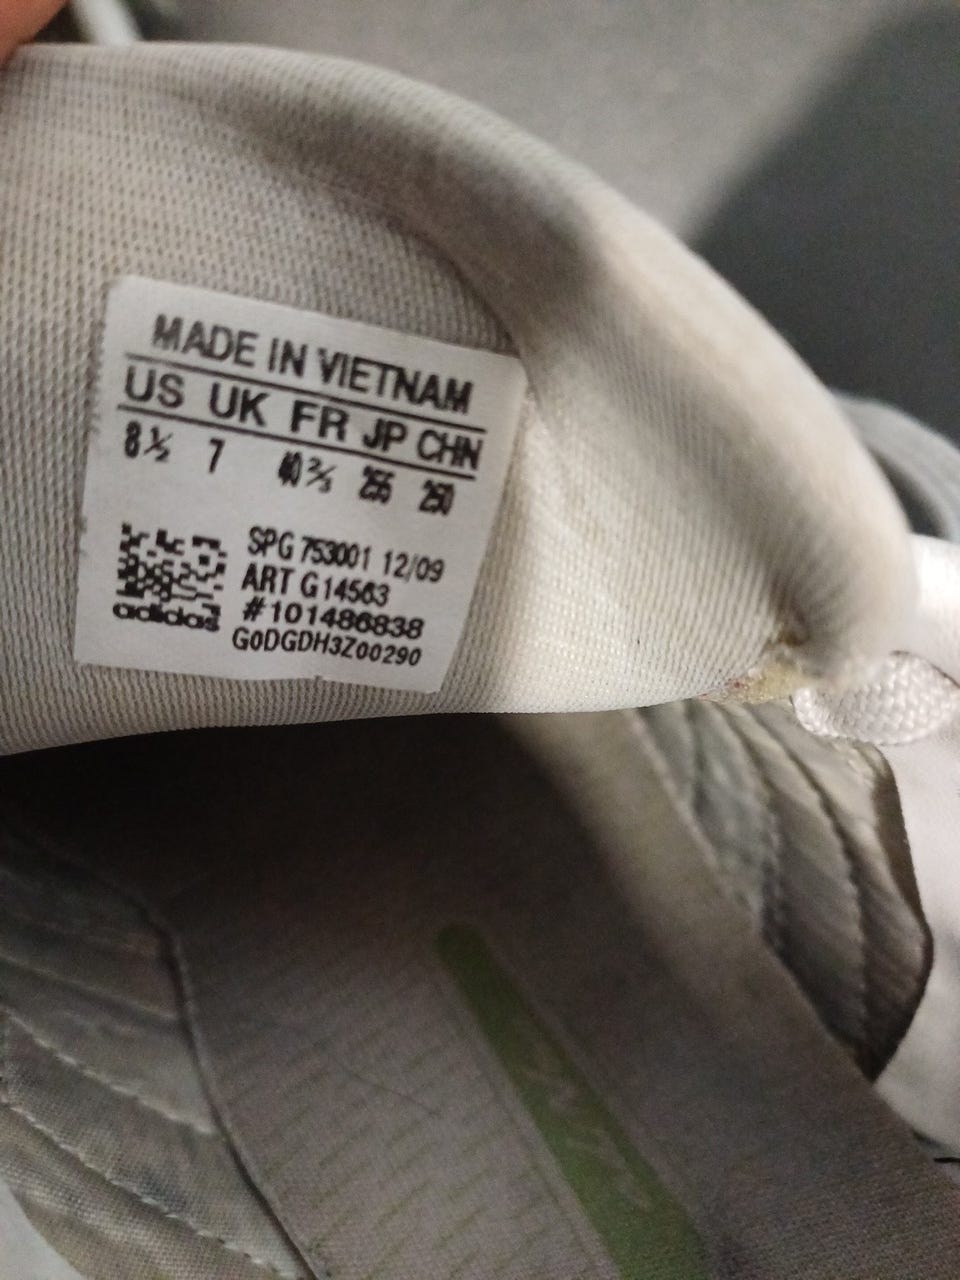 MADE IN VIETNAM
US UK FR JP CHN
8½ 7 40⅔ 255 250
SPG 753001 12/09
ART G14563
#101486838
adidas
G0DGDH3Z00290